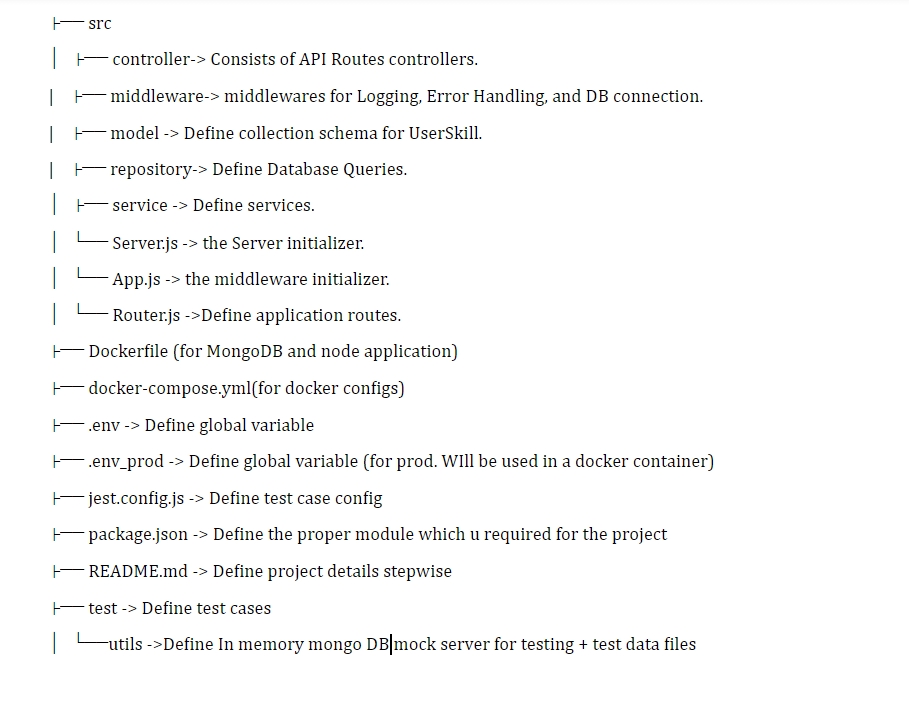 ├── src
│ ├── controller-> Consists of API Routes controllers.
| ├── middleware-> middlewares for Logging, Error Handling, and DB connection.
| ├── model -> Define collection schema for UserSkill.
| ├── repository-> Define Database Queries.
│ ├── service -> Define services.
│ └── Server.js -> the Server initializer.
│ └── App.js -> the middleware initializer.
│ └── Router.js ->Define application routes.
├── Dockerfile (for MongoDB and node application)
├── docker-compose.yml(for docker configs)
├── .env -> Define global variable
├── .env_prod -> Define global variable (for prod. WIll be used in a docker container)
├── jest.config.js -> Define test case config
├── package.json -> Define the proper module which u required for the project
├── README.md -> Define project details stepwise
├── test -> Define test cases
│ └──utils ->Define In memory mongo DB mock server for testing + test data files